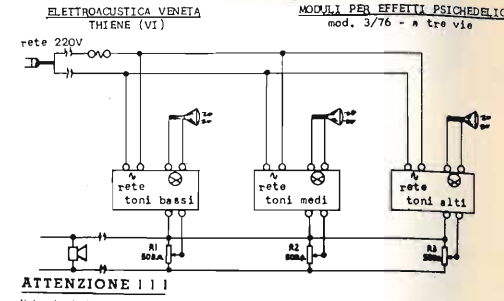 ELETTROACUSTICA VENETA
THIENE (VI)
MODULI PER EFFETTI PSICHEDELIC
mod. 3/76 - a tre vie
rete 220V
rete
toni bassi
rete
toni medi
rete
toni alti
R1
R2
R3
ATTENZIONE ! ! !